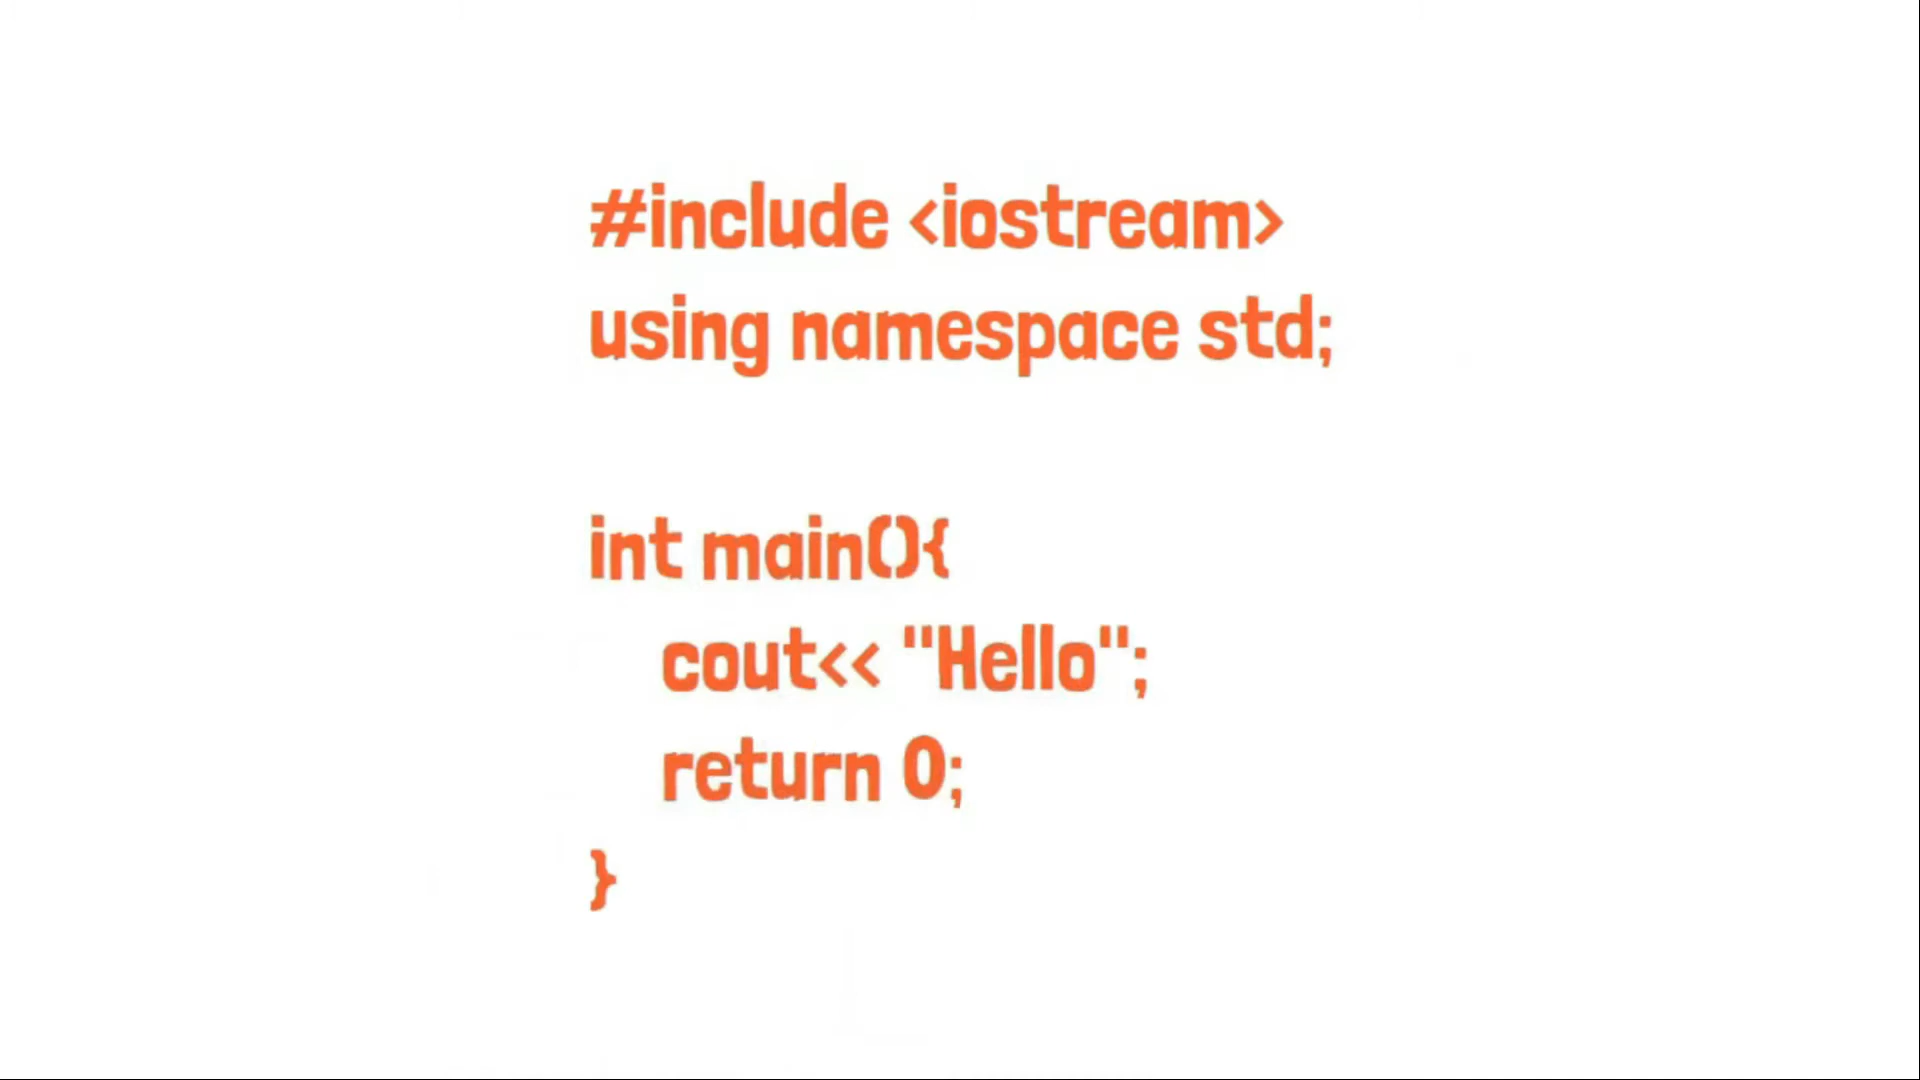 #include <iostream>
using namespace std;
int main(){
cout<< "Hello";
return 0;
}